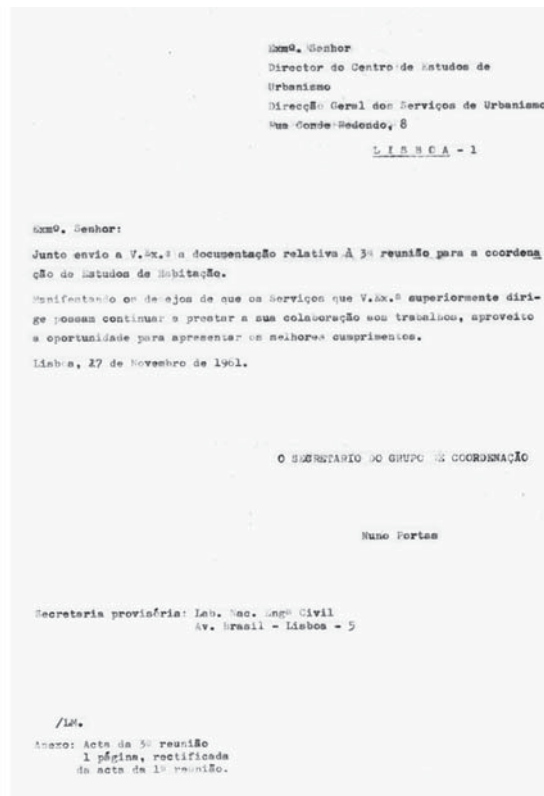 Exmº. Senhor
Director do Centro de Estudos de
Urbanismo
Direcção Geral dos Serviços de Urbanismo
Rua Conde Redondo, 8
L I S B O A - 1
Exmº. Senhor:
Junto envio a V.Ex.ª a documentação relativa À 3ª reunião para a coordena
ção de Estudos de Habitação.
Manifestando os desejos de que os Serviços que V.Ex.ª superiormente diri-
ge possam continuar a prestar a sua colaboração aos trabalhos, aproveito
a oportunidade para apresentar os melhores cumprimentos.
Lisboa, 27 de Novembro de 1961.
O SECRETARIO DO GRUPO DE COORDENAÇÃO
Nuno Portas
Secretaria provisória: Lab. Nac. Engª Civil
Av. Brasil - Lisboa - 5
/LM.
Anexo: Acta da 3ª reunião
1 página, rectificada
da acta da 1ª reunião.